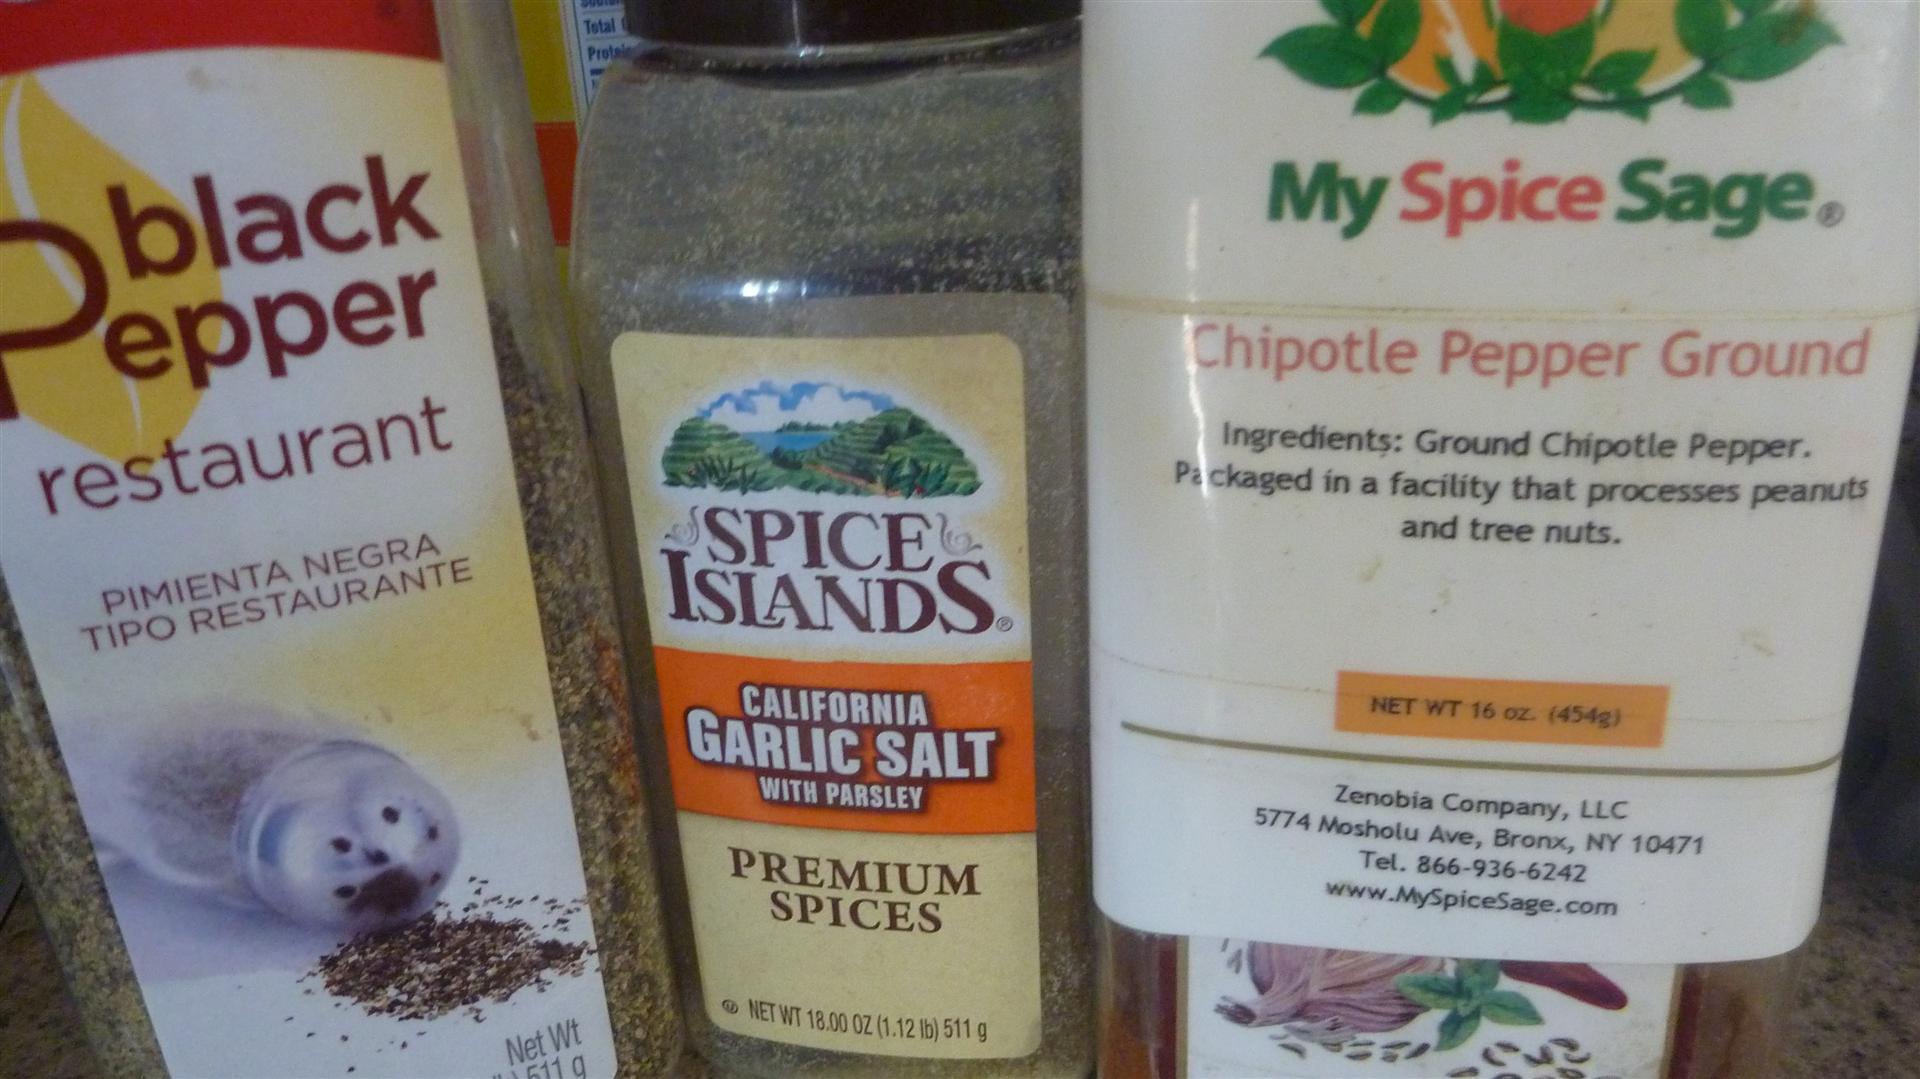 black
Pepper
restaurant
PIMIENTA NEGRA
TIPO RESTAURANTE
Net Wt
511 g
Total
SPICE
ISLANDS®
CALIFORNIA
GARLIC SALT
WITH PARSLEY
PREMIUM
SPICES
NET WT 18.00 OZ (1.12 lb) 511 g
My Spice Sage®
Chipotle Pepper Ground
Ingredients: Ground Chipotle Pepper.
Packaged in a facility that processes peanuts
and tree nuts.
NET WT 16 oz. (454g)
Zenobia Company, LLC
5774 Mosholu Ave, Bronx, NY 10471
Tel. 866-936-6242
www.MySpiceSage.com